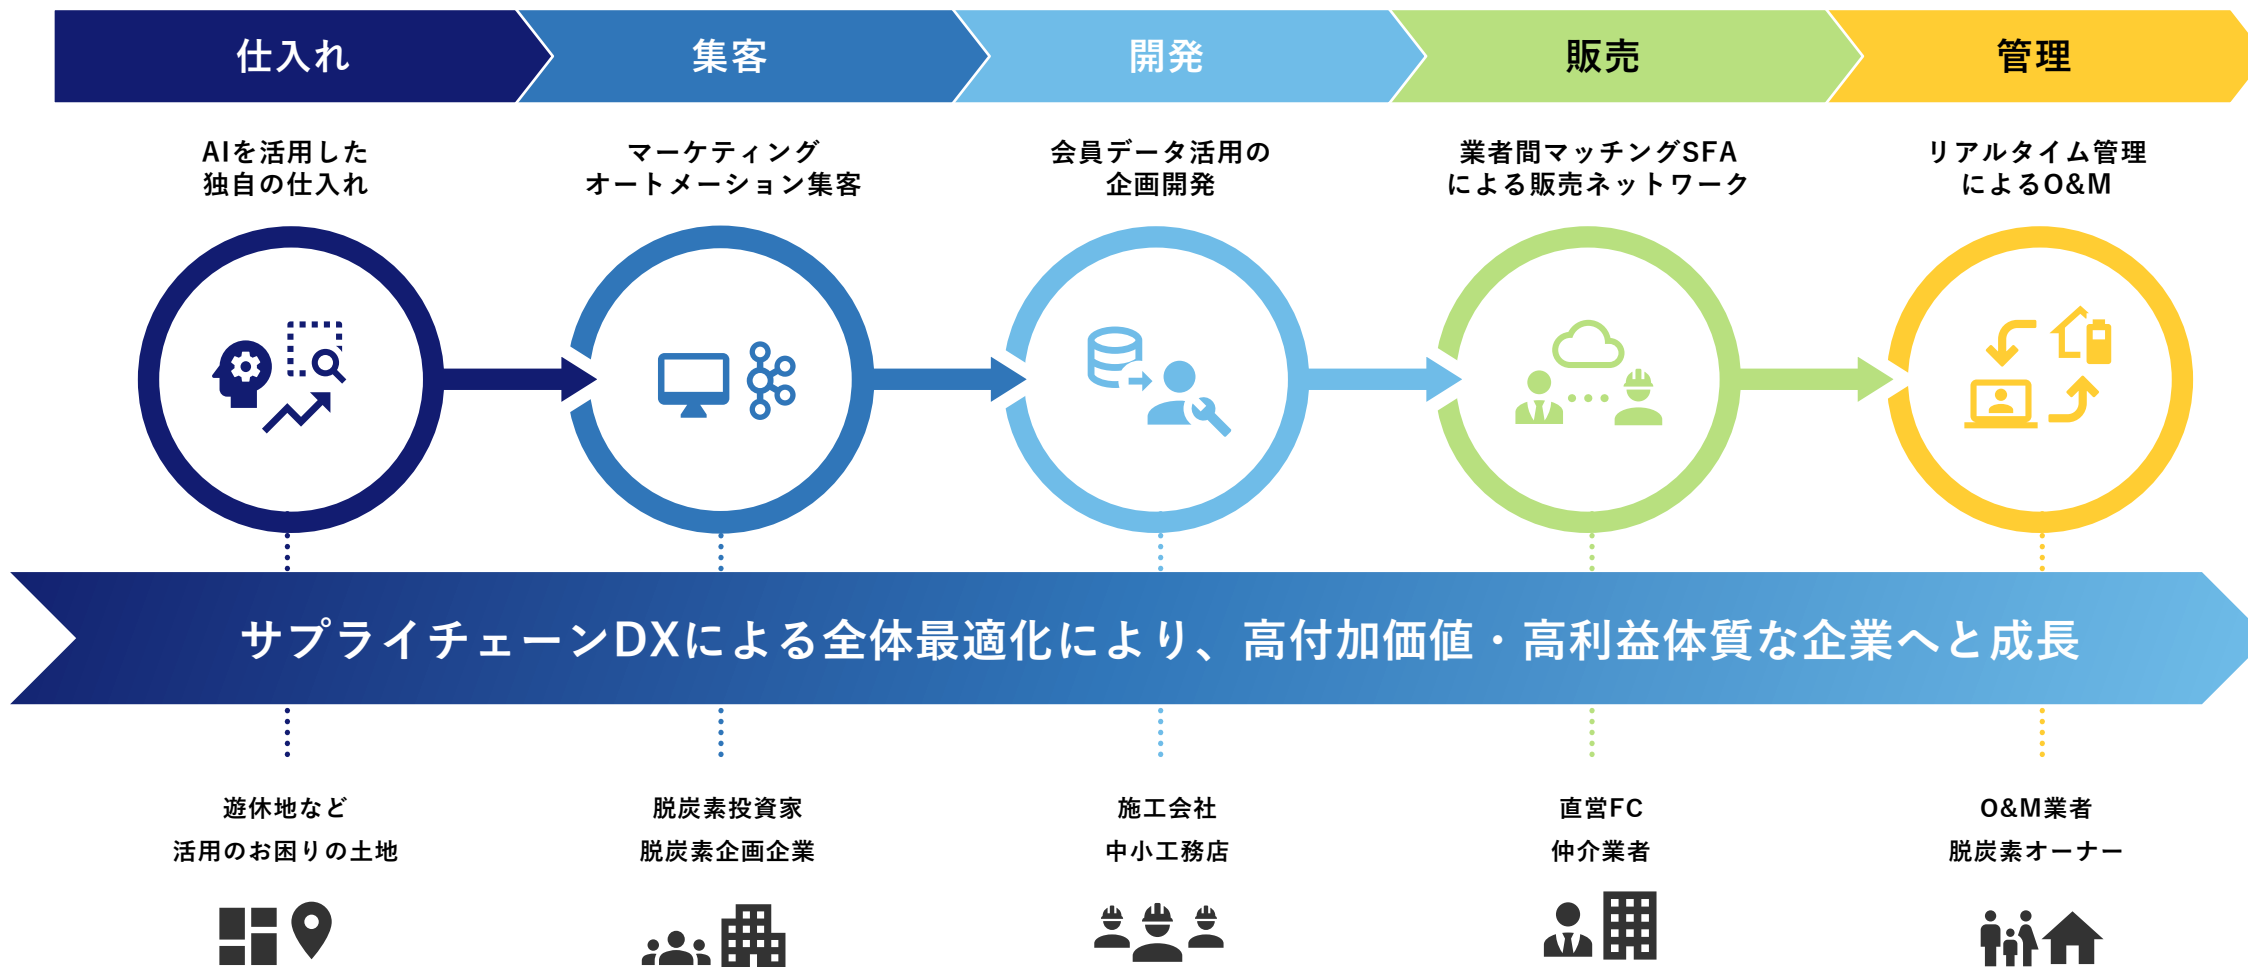 仕入れ
集客
開発
販売
管理
AIを活用した
独自の仕入れ
マーケティング
オートメーション集客
会員データ活用の
企画開発
業者間マッチングSFA
による販売ネットワーク
リアルタイム管理
によるO&M
サプライチェーンDXによる全体最適化により、高付加価値・高利益体質な企業へと成長
遊休地など
活用のお困りの土地
脱炭素投資家
脱炭素企画企業
施工会社
中小工務店
直営FC
仲介業者
O&M業者
脱炭素オーナー